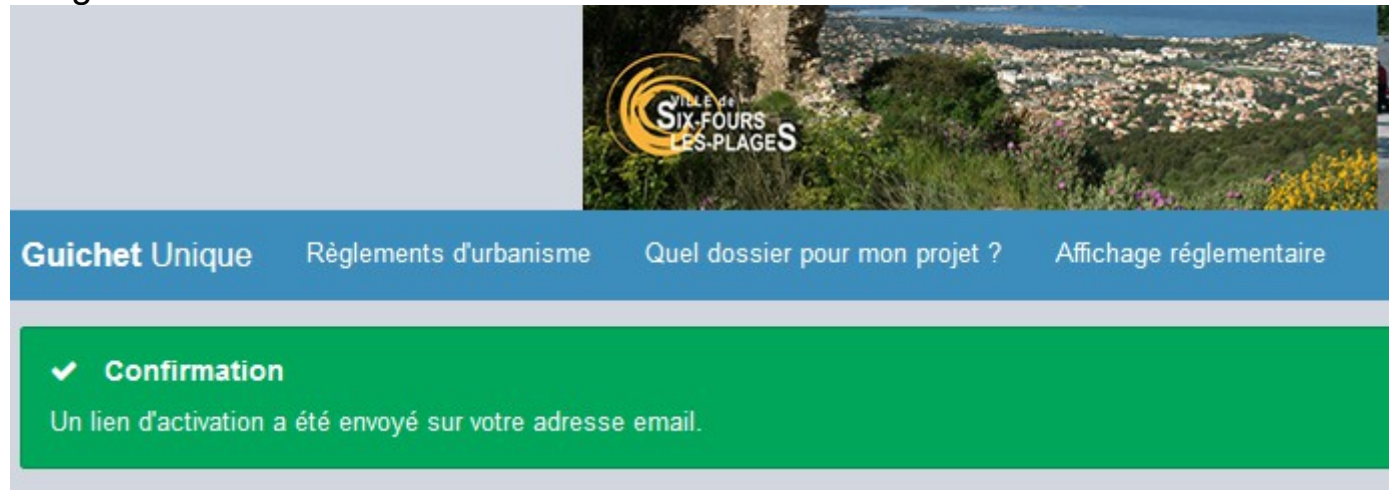 VILLE de
SIX-FOURS
LES-PLAGES
Guichet Unique Règlements d'urbanisme Quel dossier pour mon projet ? Affichage réglementaire
✔ Confirmation
Un lien d'activation a été envoyé sur votre adresse email.